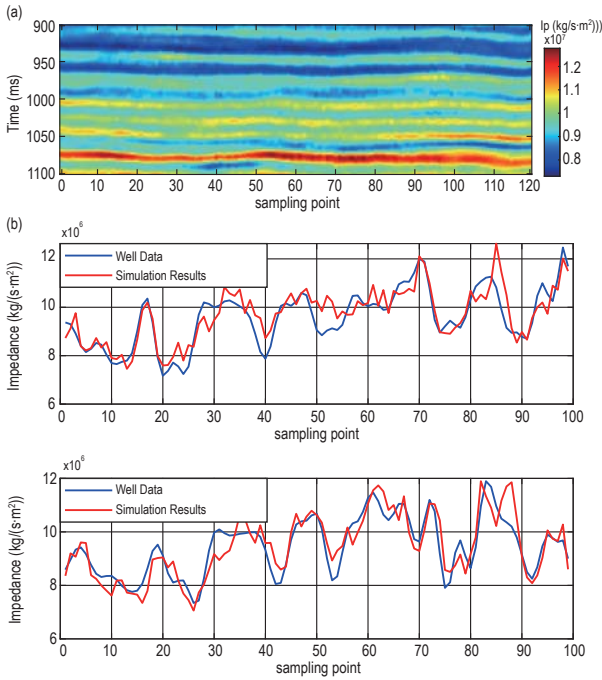 (a)
Ip (kg/s·m²)))
x10⁷
900
950
1000
1050
1100
Time (ms)
0 10 20 30 40 50 60 70 80 90 100 110 120
sampling point
1.2
1
0.8
(b)
x10⁶
12
10
8
6
Impedance (kg/(s·m²))
Well Data
Simulation Results
0 10 20 30 40 50 60 70 80 90 100
sampling point
x10⁶
12
10
8
6
Impedance (kg/(s·m²))
Well Data
Simulation Results
0 10 20 30 40 50 60 70 80 90 100
sampling point